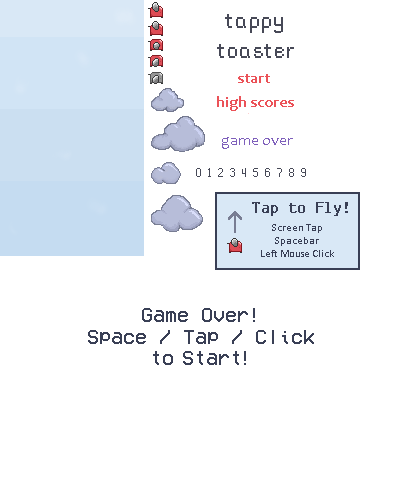 tappy
toaster
start
high scores
game over
0 1 2 3 4 5 6 7 8 9
Tap to Fly!
Screen Tap
Spacebar
Left Mouse Click
Game Over!
Space / Tap / Click
to Start!